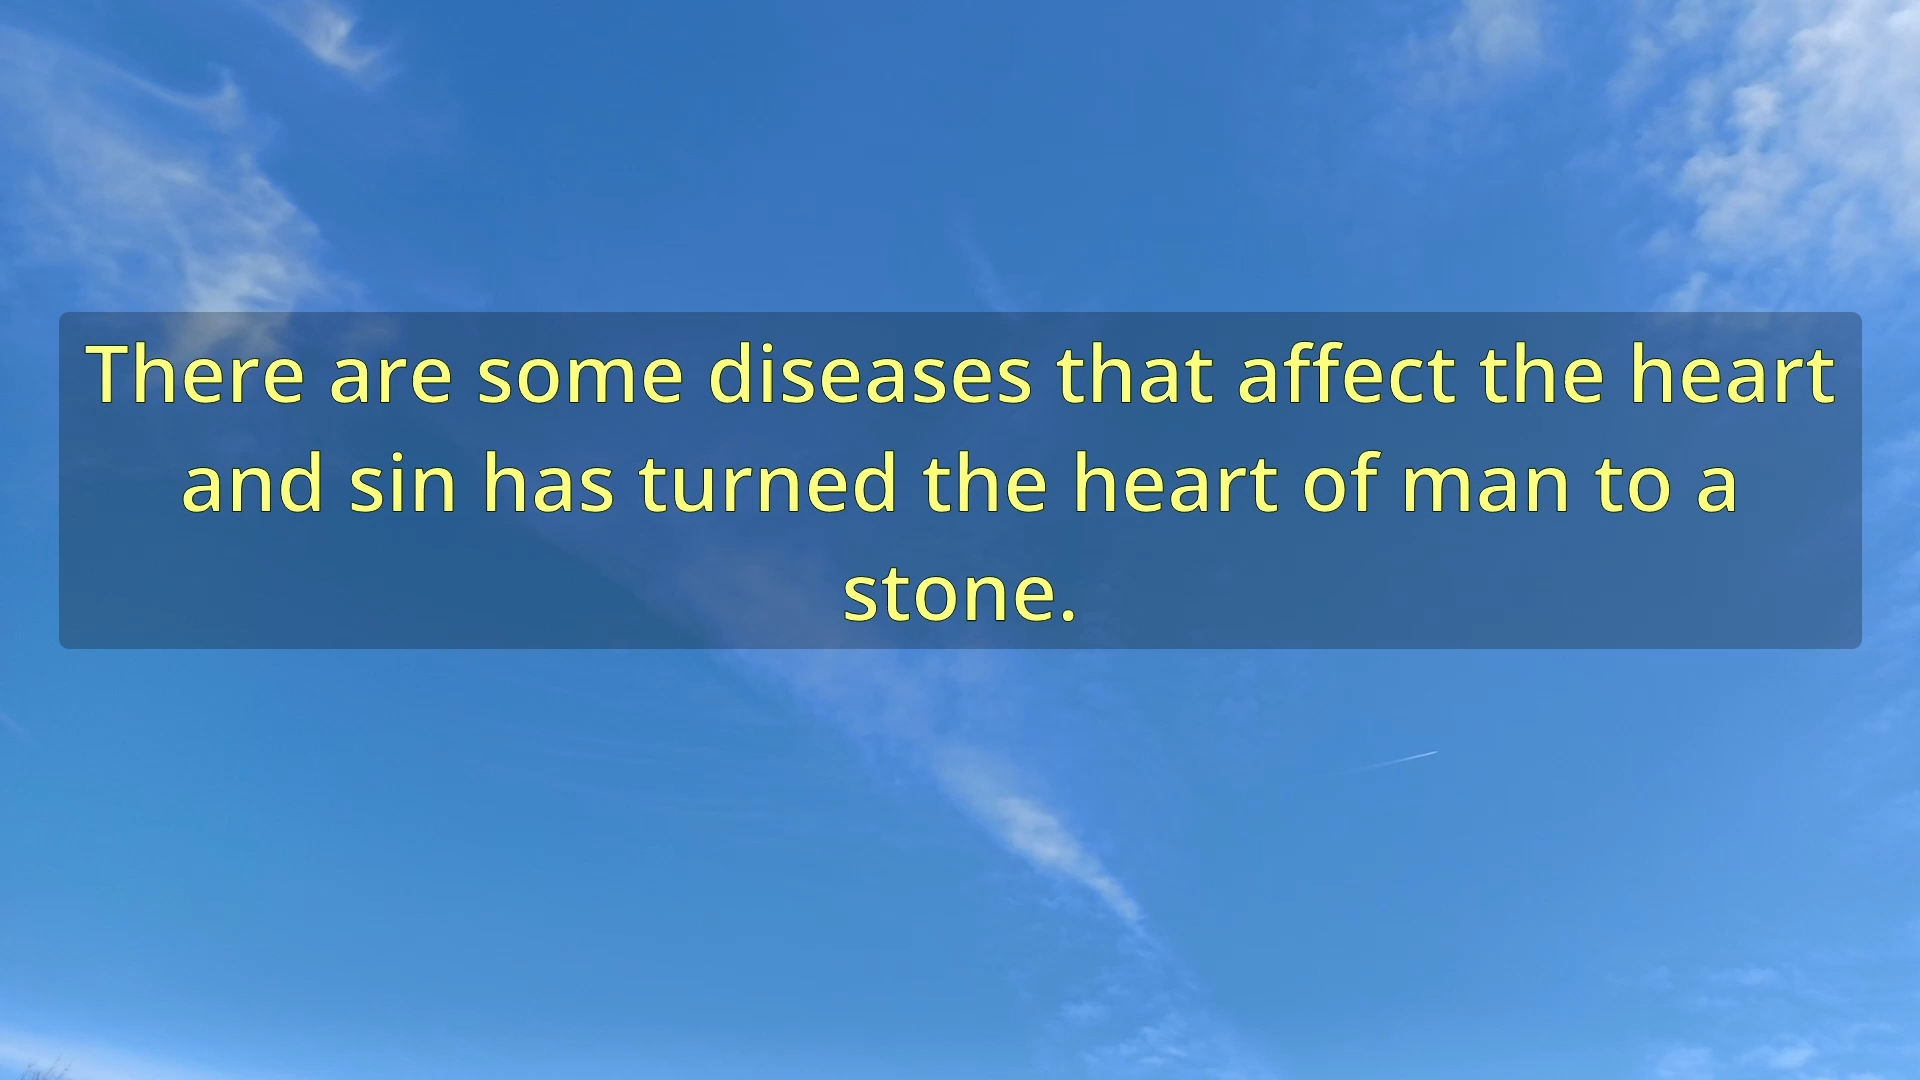 There are some diseases that affect the heart
and sin has turned the heart of man to a
stone.